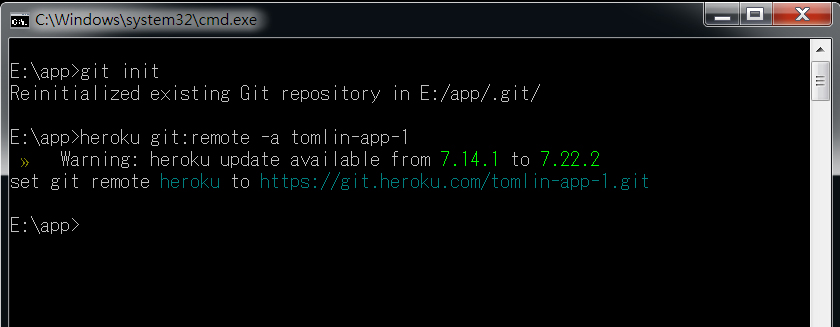 C:\Windows\system32\cmd.exe
E:\app>git init
Reinitialized existing Git repository in E:/app/.git/
E:\app>heroku git:remote -a tomlin-app-1
» Warning: heroku update available from 7.14.1 to 7.22.2
set git remote heroku to https://git.heroku.com/tomlin-app-1.git
E:\app>